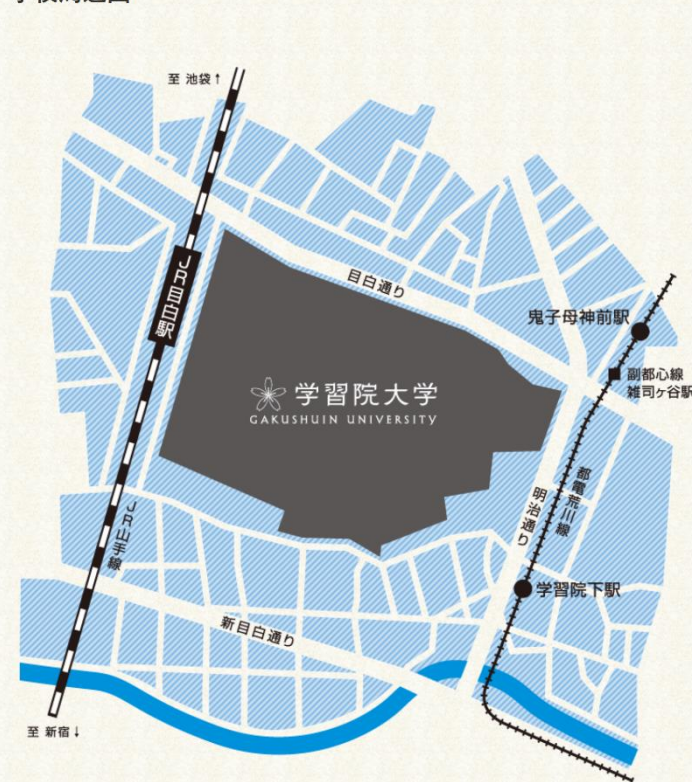 至 池袋↑
目白通り
JR目白駅
鬼子母神前駅
副都心線
雑司ヶ谷駅
学習院大学
GAKUSHUIN UNIVERSITY
都電荒川線
明治通り
JR山手線
学習院下駅
新目白通り
至 新宿↓